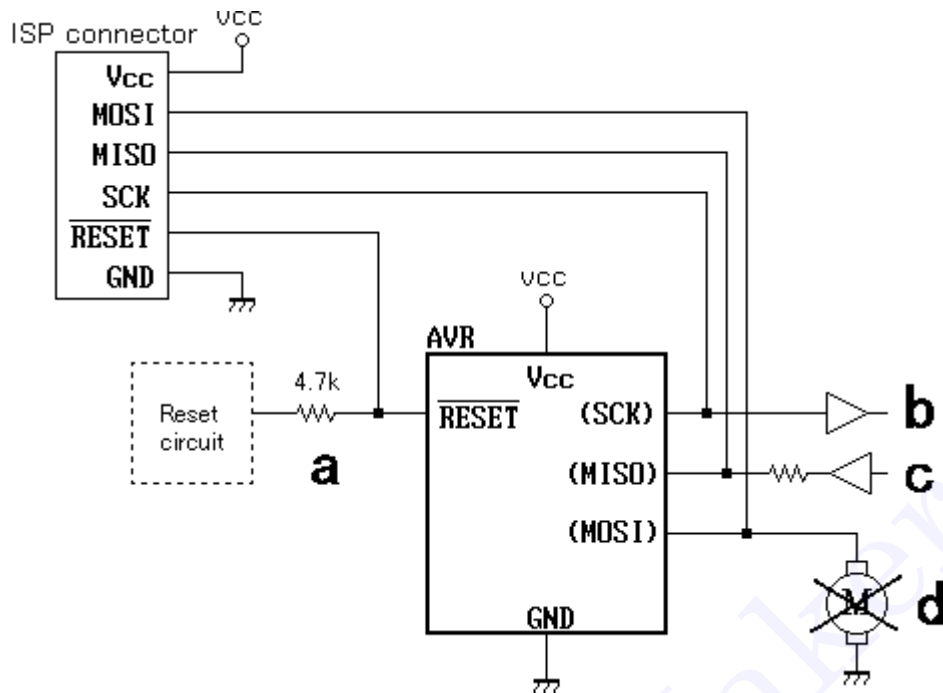 vcc
ISP connector
Vcc
MOSI
MISO
SCK
RESET
GND
vcc
AVR
Vcc
4.7k
Reset
circuit
RESET
(SCK)
b
a
(MISO)
c
(MOSI)
M
d
GND
aker